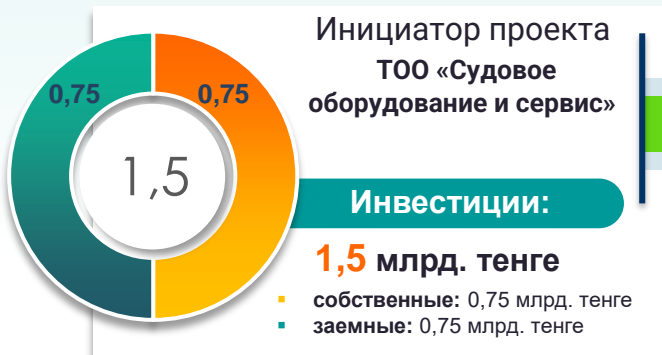 0,75
0,75
1,5
Инициатор проекта
ТОО «Судовое
оборудование и сервис»
Инвестиции:
1,5 млрд. тенге
собственные: 0,75 млрд. тенге
заемные: 0,75 млрд. тенге